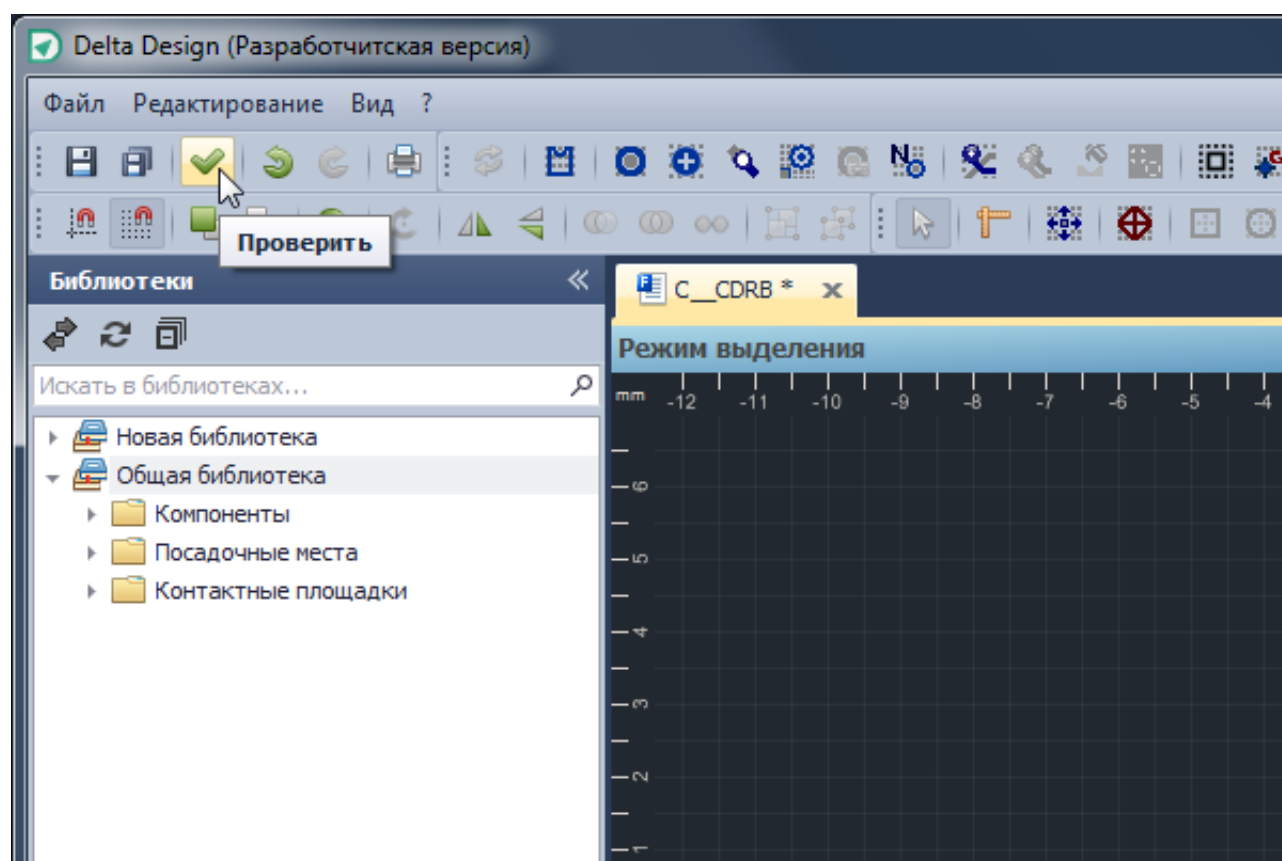 Delta Design (Разработчитская версия)
Файл Редактирование Вид ?
Проверить
Библиотеки
C__CDRB *
Режим выделения
Искать в библиотеках...
mm -12 -11 -10 -9 -8 -7 -6 -5 -4
Новая библиотека
Общая библиотека
Компоненты
Посадочные места
Контактные площадки
6
5
4
3
2
1